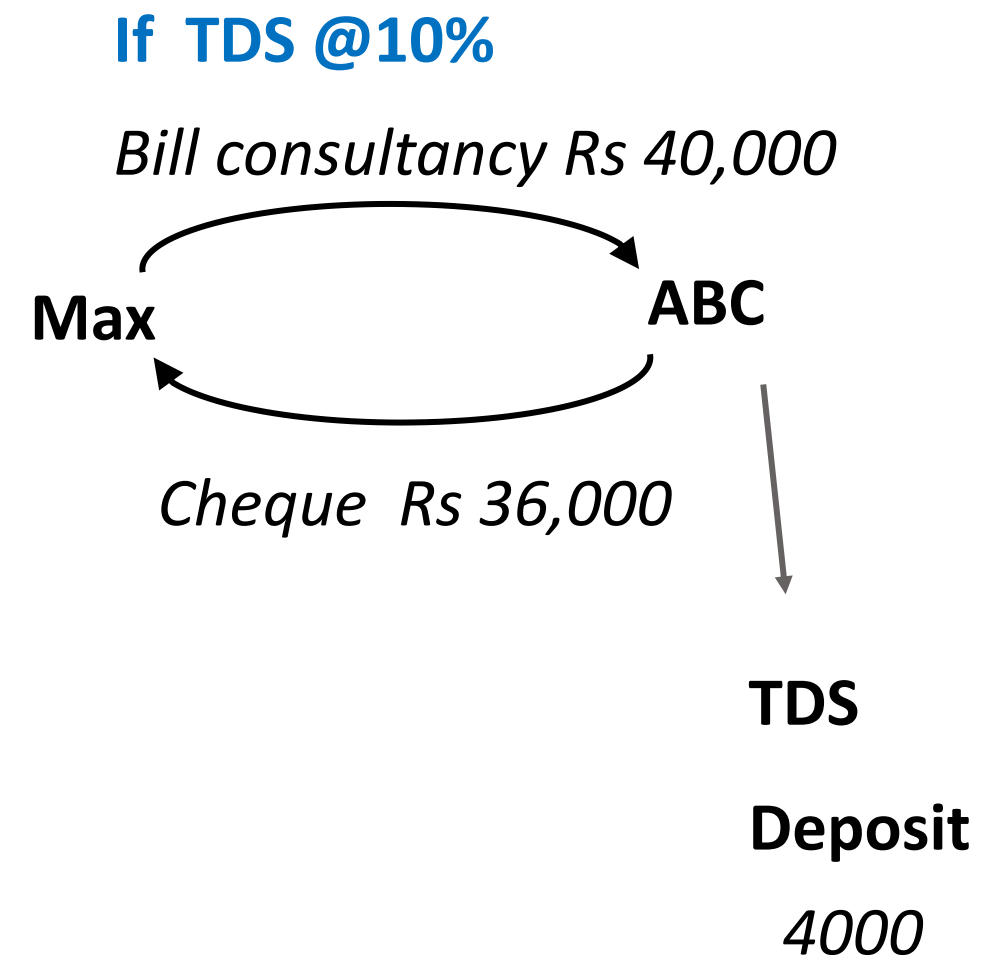 If TDS @10%
Bill consultancy Rs 40,000
Max
ABC
Cheque Rs 36,000
TDS
Deposit
4000